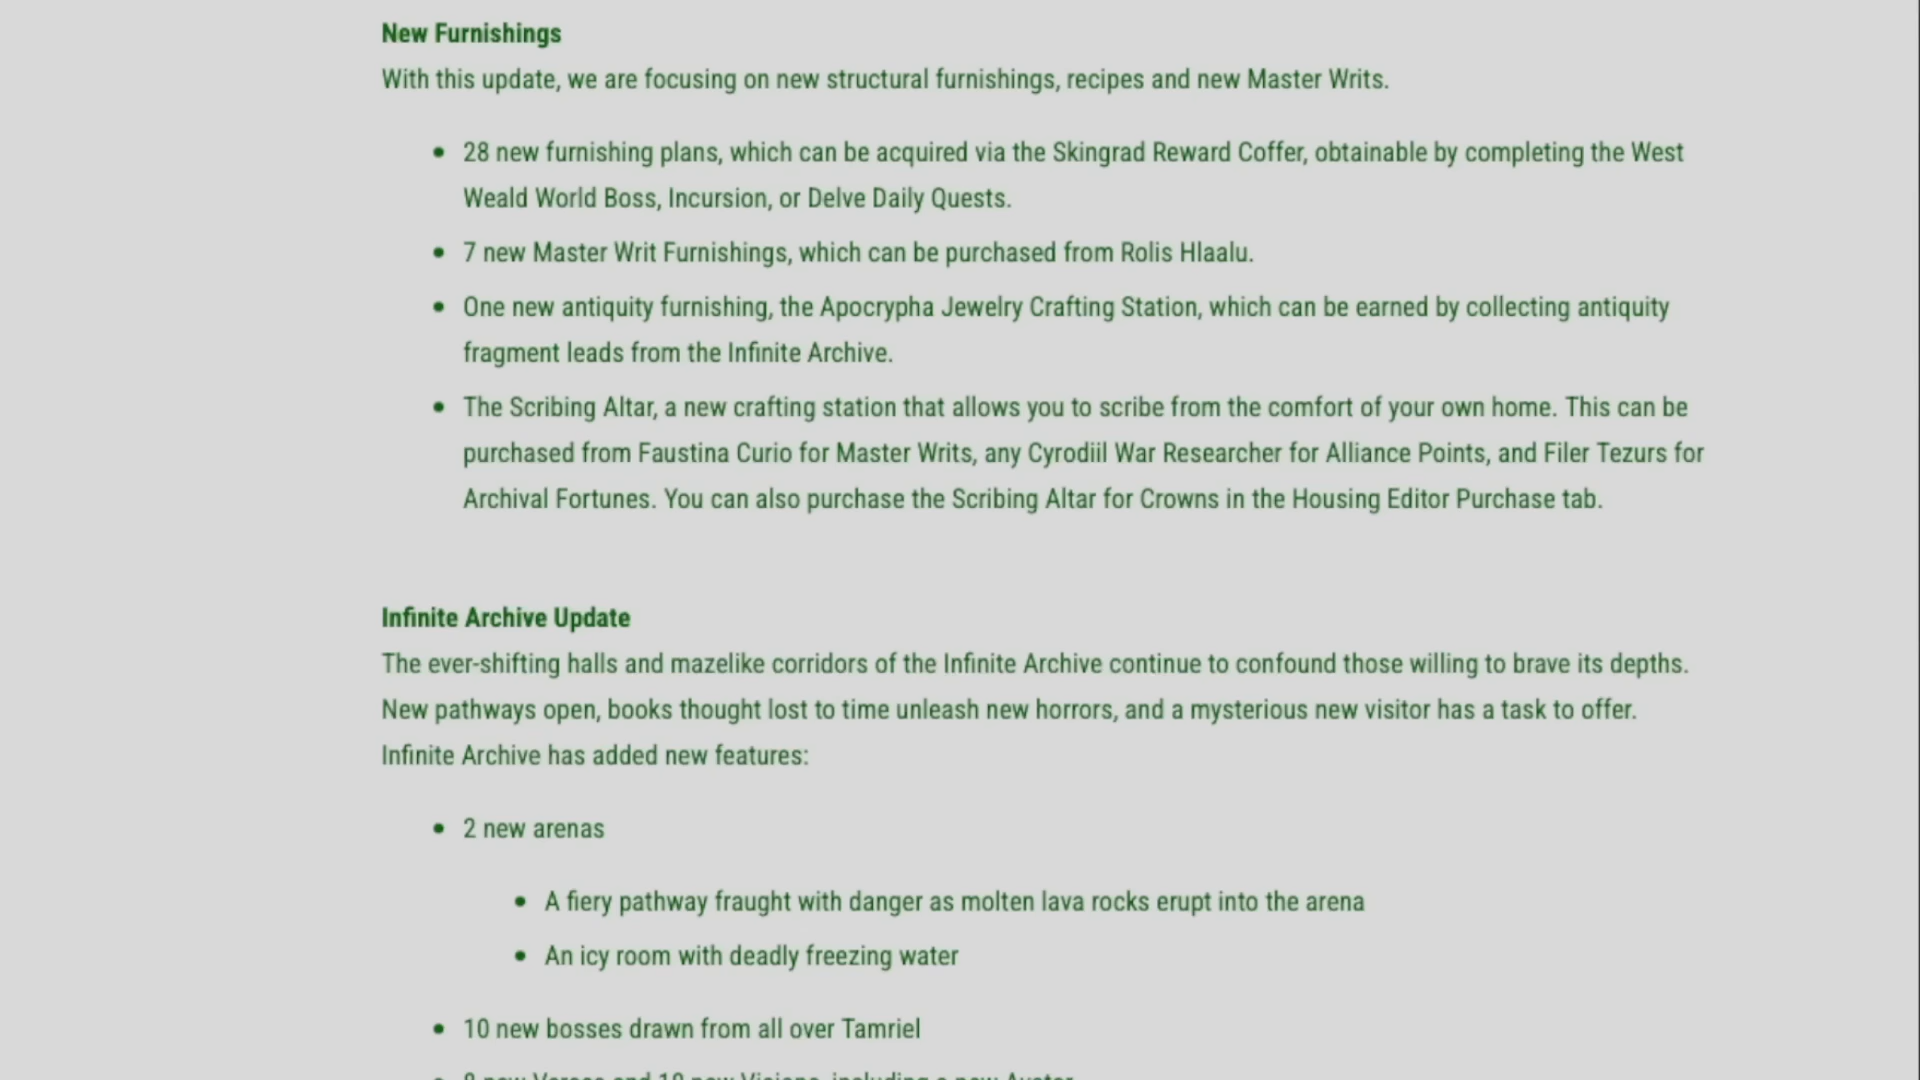 New Furnishings
With this update, we are focusing on new structural furnishings, recipes and new Master Writs.
28 new furnishing plans, which can be acquired via the Skingrad Reward Coffer, obtainable by completing the West
Weald World Boss, Incursion, or Delve Daily Quests.
7 new Master Writ Furnishings, which can be purchased from Rolis Hlaalu.
One new antiquity furnishing, the Apocrypha Jewelry Crafting Station, which can be earned by collecting antiquity
fragment leads from the Infinite Archive.
The Scribing Altar, a new crafting station that allows you to scribe from the comfort of your own home. This can be
purchased from Faustina Curio for Master Writs, any Cyrodiil War Researcher for Alliance Points, and Filer Tezurs for
Archival Fortunes. You can also purchase the Scribing Altar for Crowns in the Housing Editor Purchase tab.
Infinite Archive Update
The ever-shifting halls and mazelike corridors of the Infinite Archive continue to confound those willing to brave its depths.
New pathways open, books thought lost to time unleash new horrors, and a mysterious new visitor has a task to offer.
Infinite Archive has added new features:
2 new arenas
A fiery pathway fraught with danger as molten lava rocks erupt into the arena
An icy room with deadly freezing water
10 new bosses drawn from all over Tamriel
new Verses and 10 new Visions, including a new Avatar